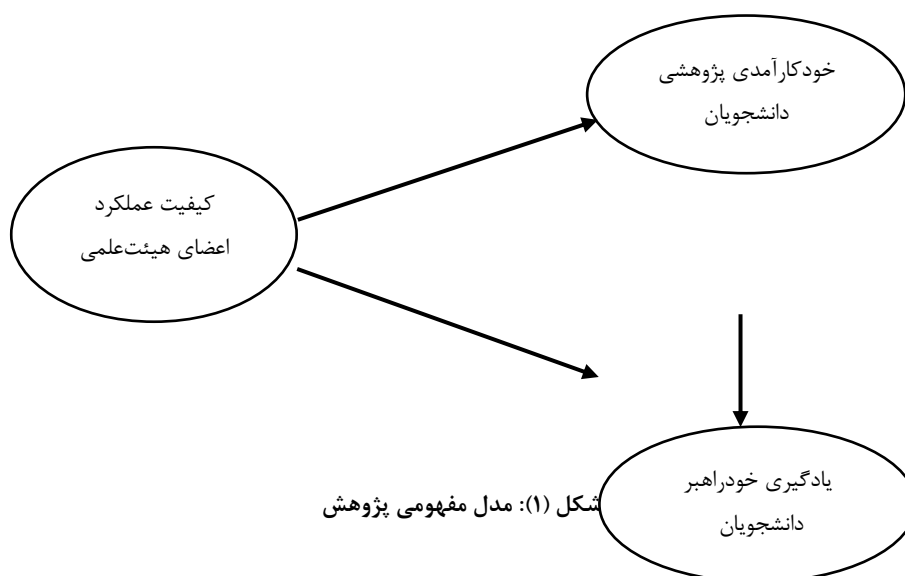 خودکارآمدی پژوهشی
دانشجویان
کیفیت عملکرد
اعضای هیئت‌علمی
یادگیری خودراهبر
دانشجویان
شکل (۱): مدل مفهومی پژوهش